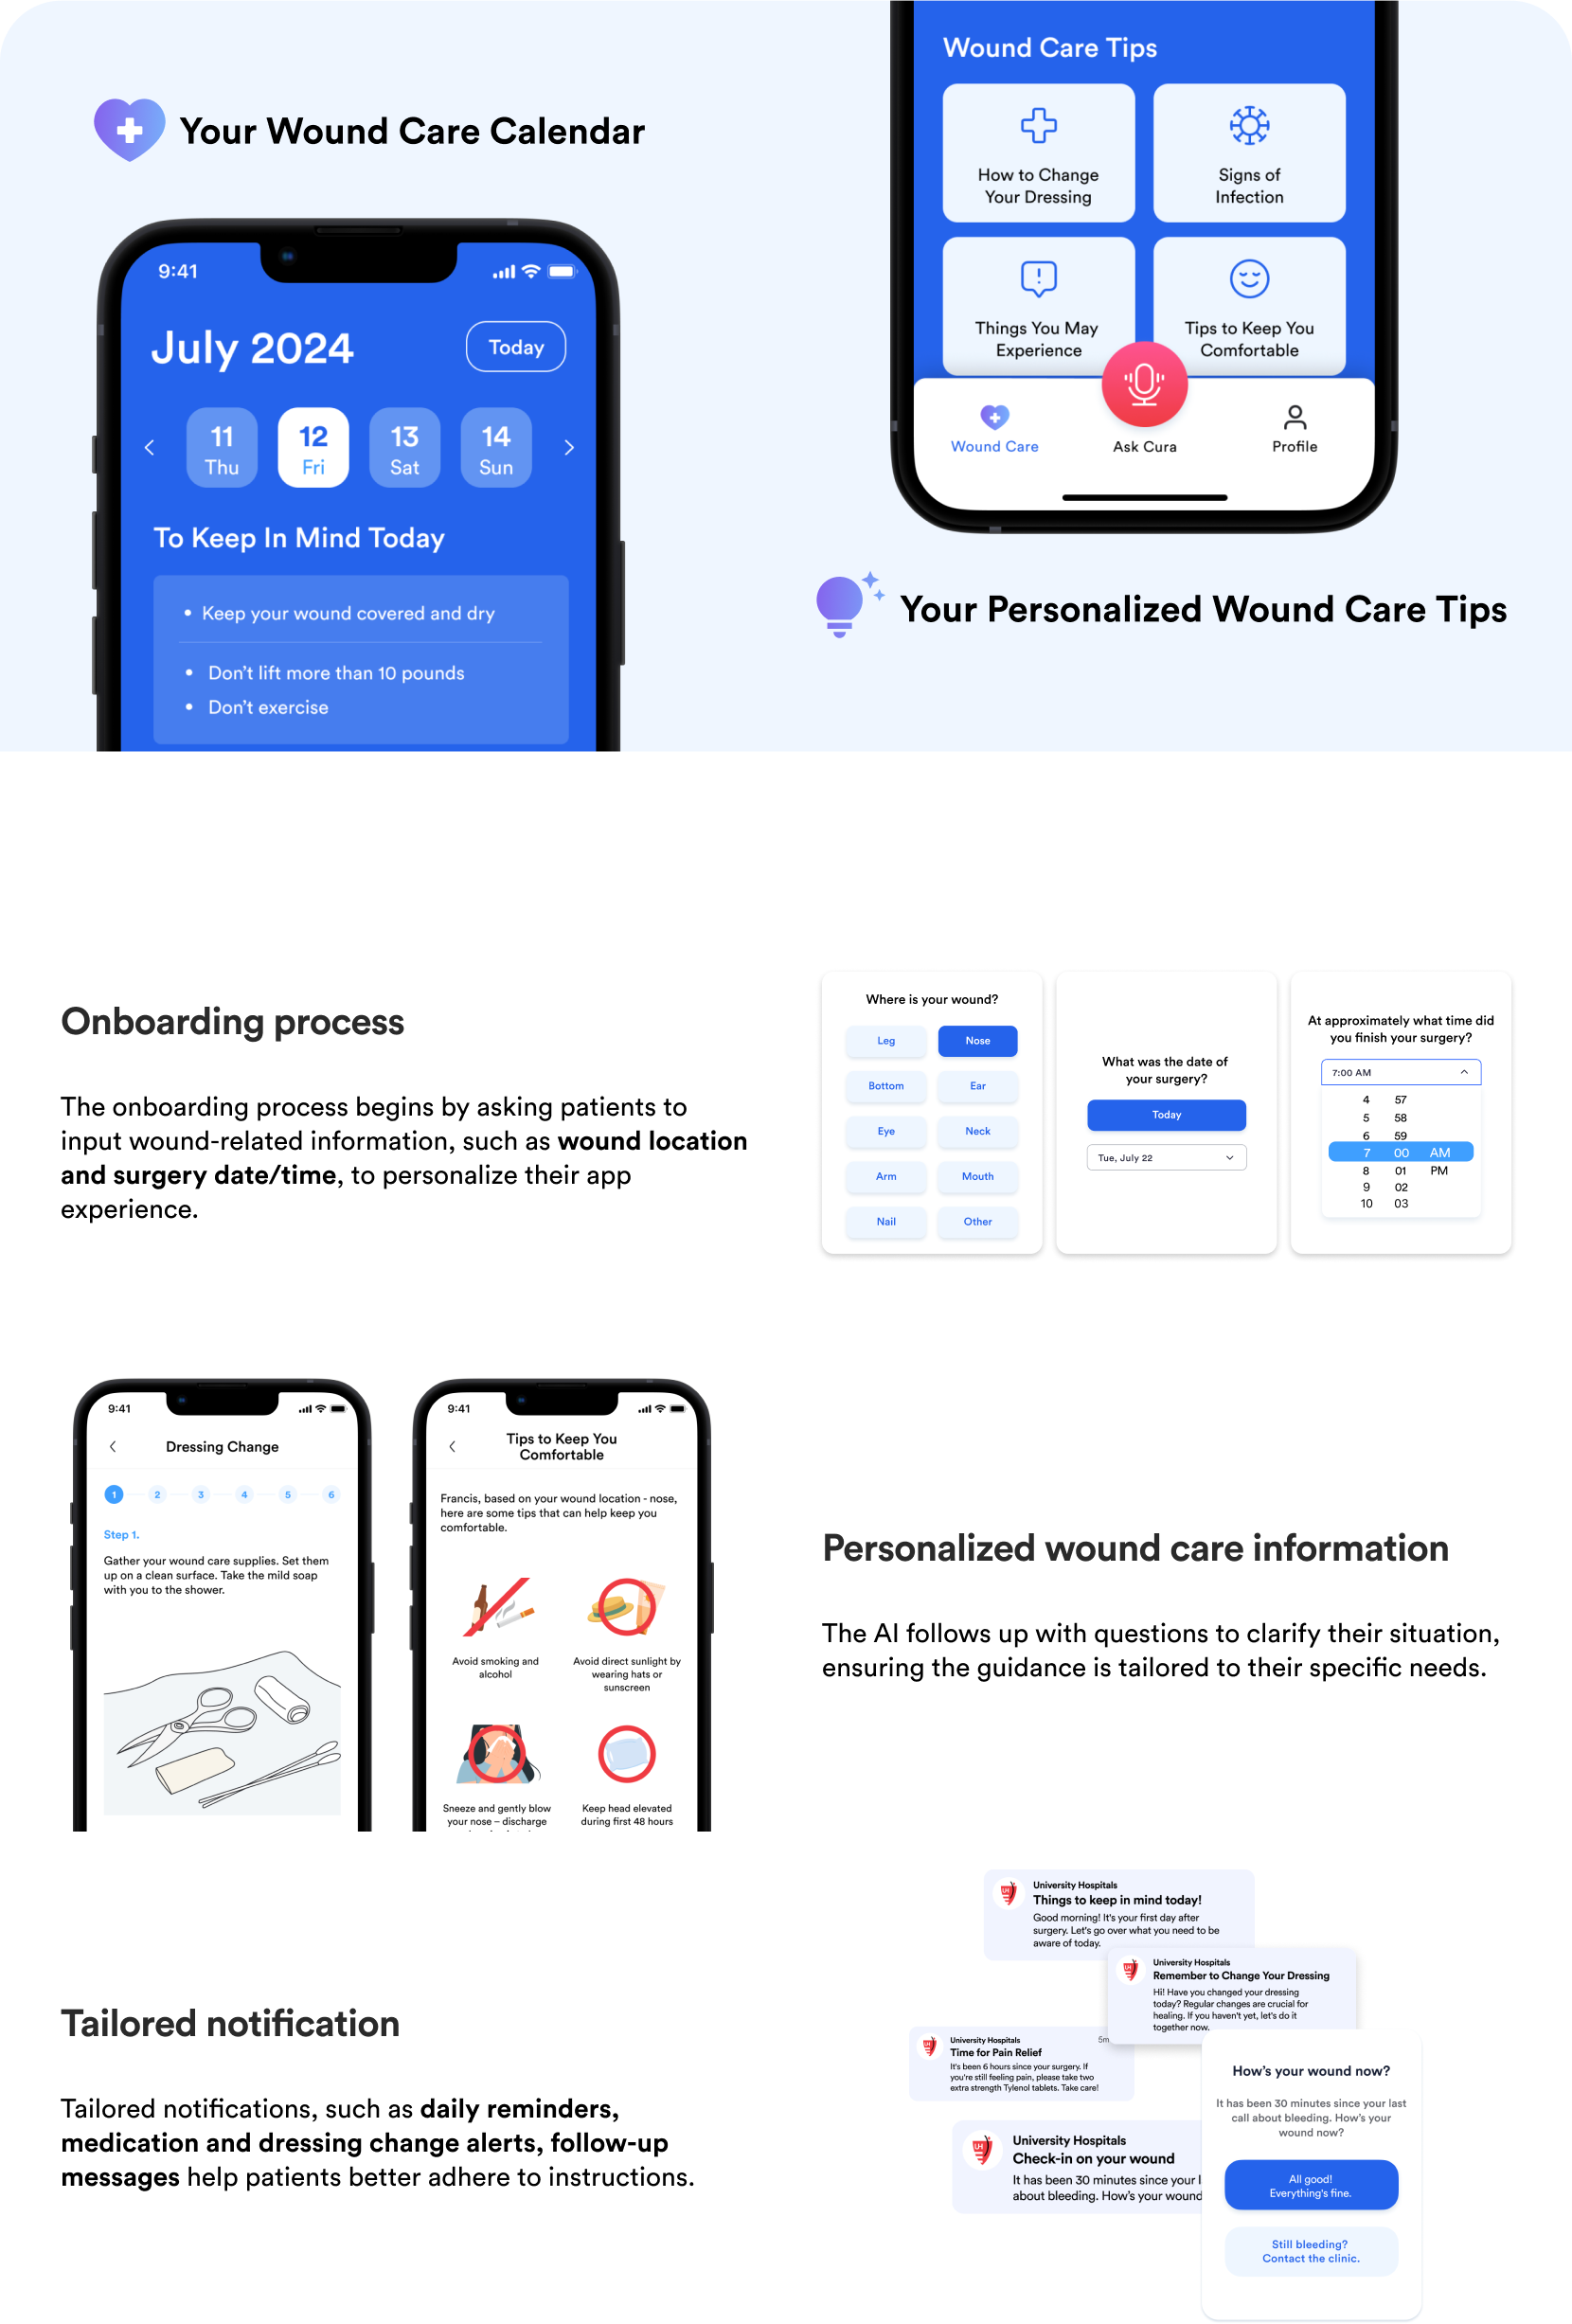 Your Wound Care Calendar
9:41
July 2024
Today
11
Thu
12
Fri
13
Sat
14
Sun
To Keep In Mind Today
• Keep your wound covered and dry
• Don't lift more than 10 pounds
• Don't exercise
Wound Care Tips
How to Change
Your Dressing
Signs of
Infection
Things You May
Experience
Tips to Keep You
Comfortable
Wound Care
Ask Cura
Profile
Your Personalized Wound Care Tips
Onboarding process
The onboarding process begins by asking patients to
input wound-related information, such as wound location
and surgery date/time, to personalize their app
experience.
Where is your wound?
Leg
Nose
Bottom
Ear
Eye
Neck
Arm
Mouth
Nail
Other
What was the date of
your surgery?
Today
Tue, July 22
At approximately what time did
you finish your surgery?
7:00 AM
4 57
5 58
6 59
7 00 AM
8 01 PM
9 02
10 03
9:41
Dressing Change
1 2 3 4 5 6
Step 1.
Gather your wound care supplies. Set them
up on a clean surface. Take the mild soap
with you to the shower.
9:41
Tips to Keep You
Comfortable
Francis, based on your wound location - nose,
here are some tips that can help keep you
comfortable.
Avoid smoking and
alcohol
Avoid direct sunlight by
wearing hats or
sunscreen
Sneeze and gently blow
your nose – discharge
Keep head elevated
during first 48 hours
Personalized wound care information
The AI follows up with questions to clarify their situation,
ensuring the guidance is tailored to their specific needs.
Tailored notification
Tailored notifications, such as daily reminders,
medication and dressing change alerts, follow-up
messages help patients better adhere to instructions.
UH
University Hospitals
Things to keep in mind today!
Good morning! It's your first day after
surgery. Let's go over what you need to be
aware of today.
UH
University Hospitals
Remember to Change Your Dressing
Hi! Have you changed your dressing
today? Regular changes are crucial for
healing. If you haven't yet, let's do it
together now.
UH
University Hospitals
5m
Time for Pain Relief
It's been 6 hours since your surgery. If
you're still feeling pain, please take two
extra strength Tylenol tablets. Take care!
UH
University Hospitals
Check-in on your wound
It has been 30 minutes since your l
about bleeding. How's your wound
How's your wound now?
It has been 30 minutes since your last
call about bleeding. How's your
wound now?
All good!
Everything's fine.
Still bleeding?
Contact the clinic.